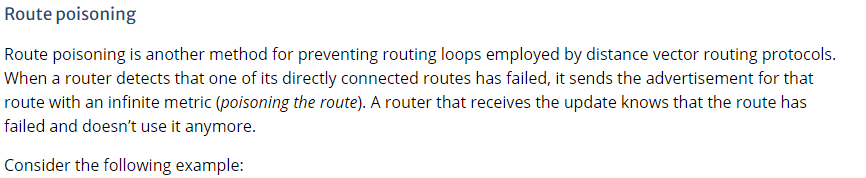 Route poisoning
Route poisoning is another method for preventing routing loops employed by distance vector routing protocols.
When a router detects that one of its directly connected routes has failed, it sends the advertisement for that
route with an infinite metric (poisoning the route). A router that receives the update knows that the route has
failed and doesn’t use it anymore.
Consider the following example: